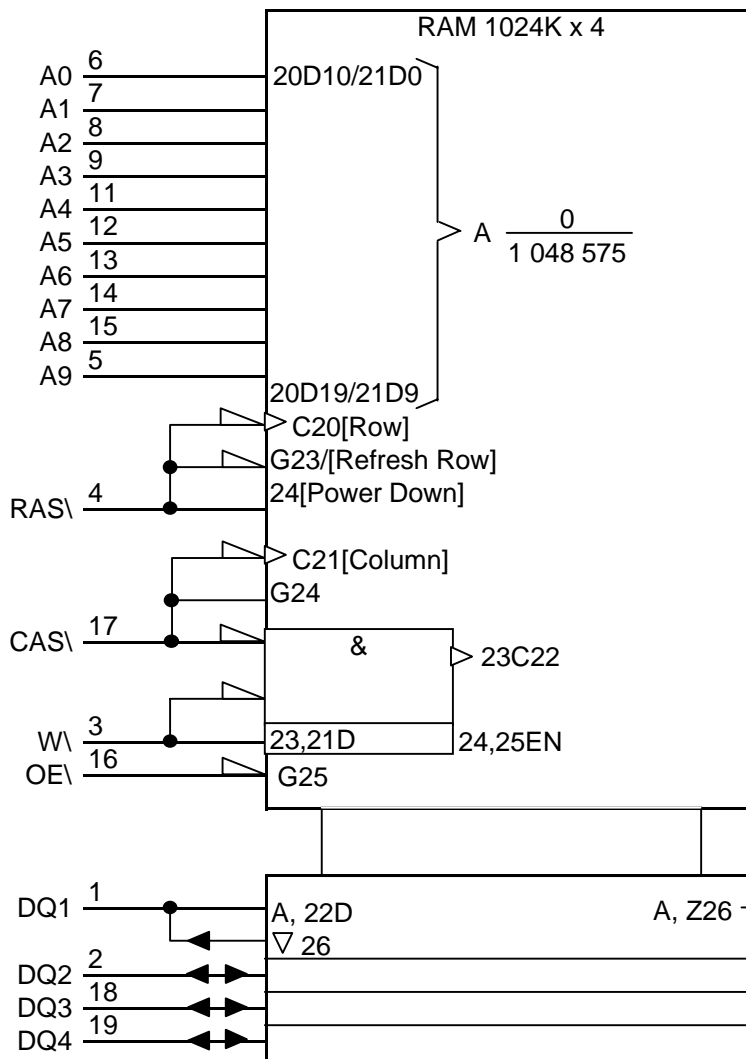 RAM 1024K x 4
A0 6 20D10/21D0
A1 7
A2 8
A3 9
A4 11
A5 12
A6 13
A7 14
A8 15
A9 5
A 0
1 048 575
20D19/21D9
C20[Row]
G23/[Refresh Row]
RAS\ 4 24[Power Down]
C21[Column]
G24
CAS\ 17 & 23C22
W\ 3 23,21D 24,25EN
OE\ 16 G25
DQ1 1 A, 22D A, Z26
26
DQ2 2
DQ3 18
DQ4 19